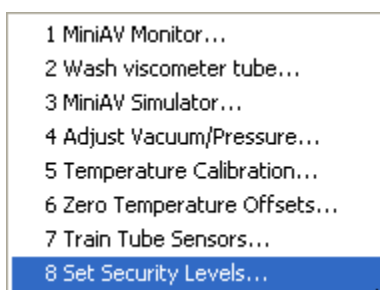 1 MiniAV Monitor...
2 Wash viscometer tube...
3 MiniAV Simulator...
4 Adjust Vacuum/Pressure...
5 Temperature Calibration...
6 Zero Temperature Offsets...
7 Train Tube Sensors...
8 Set Security Levels...